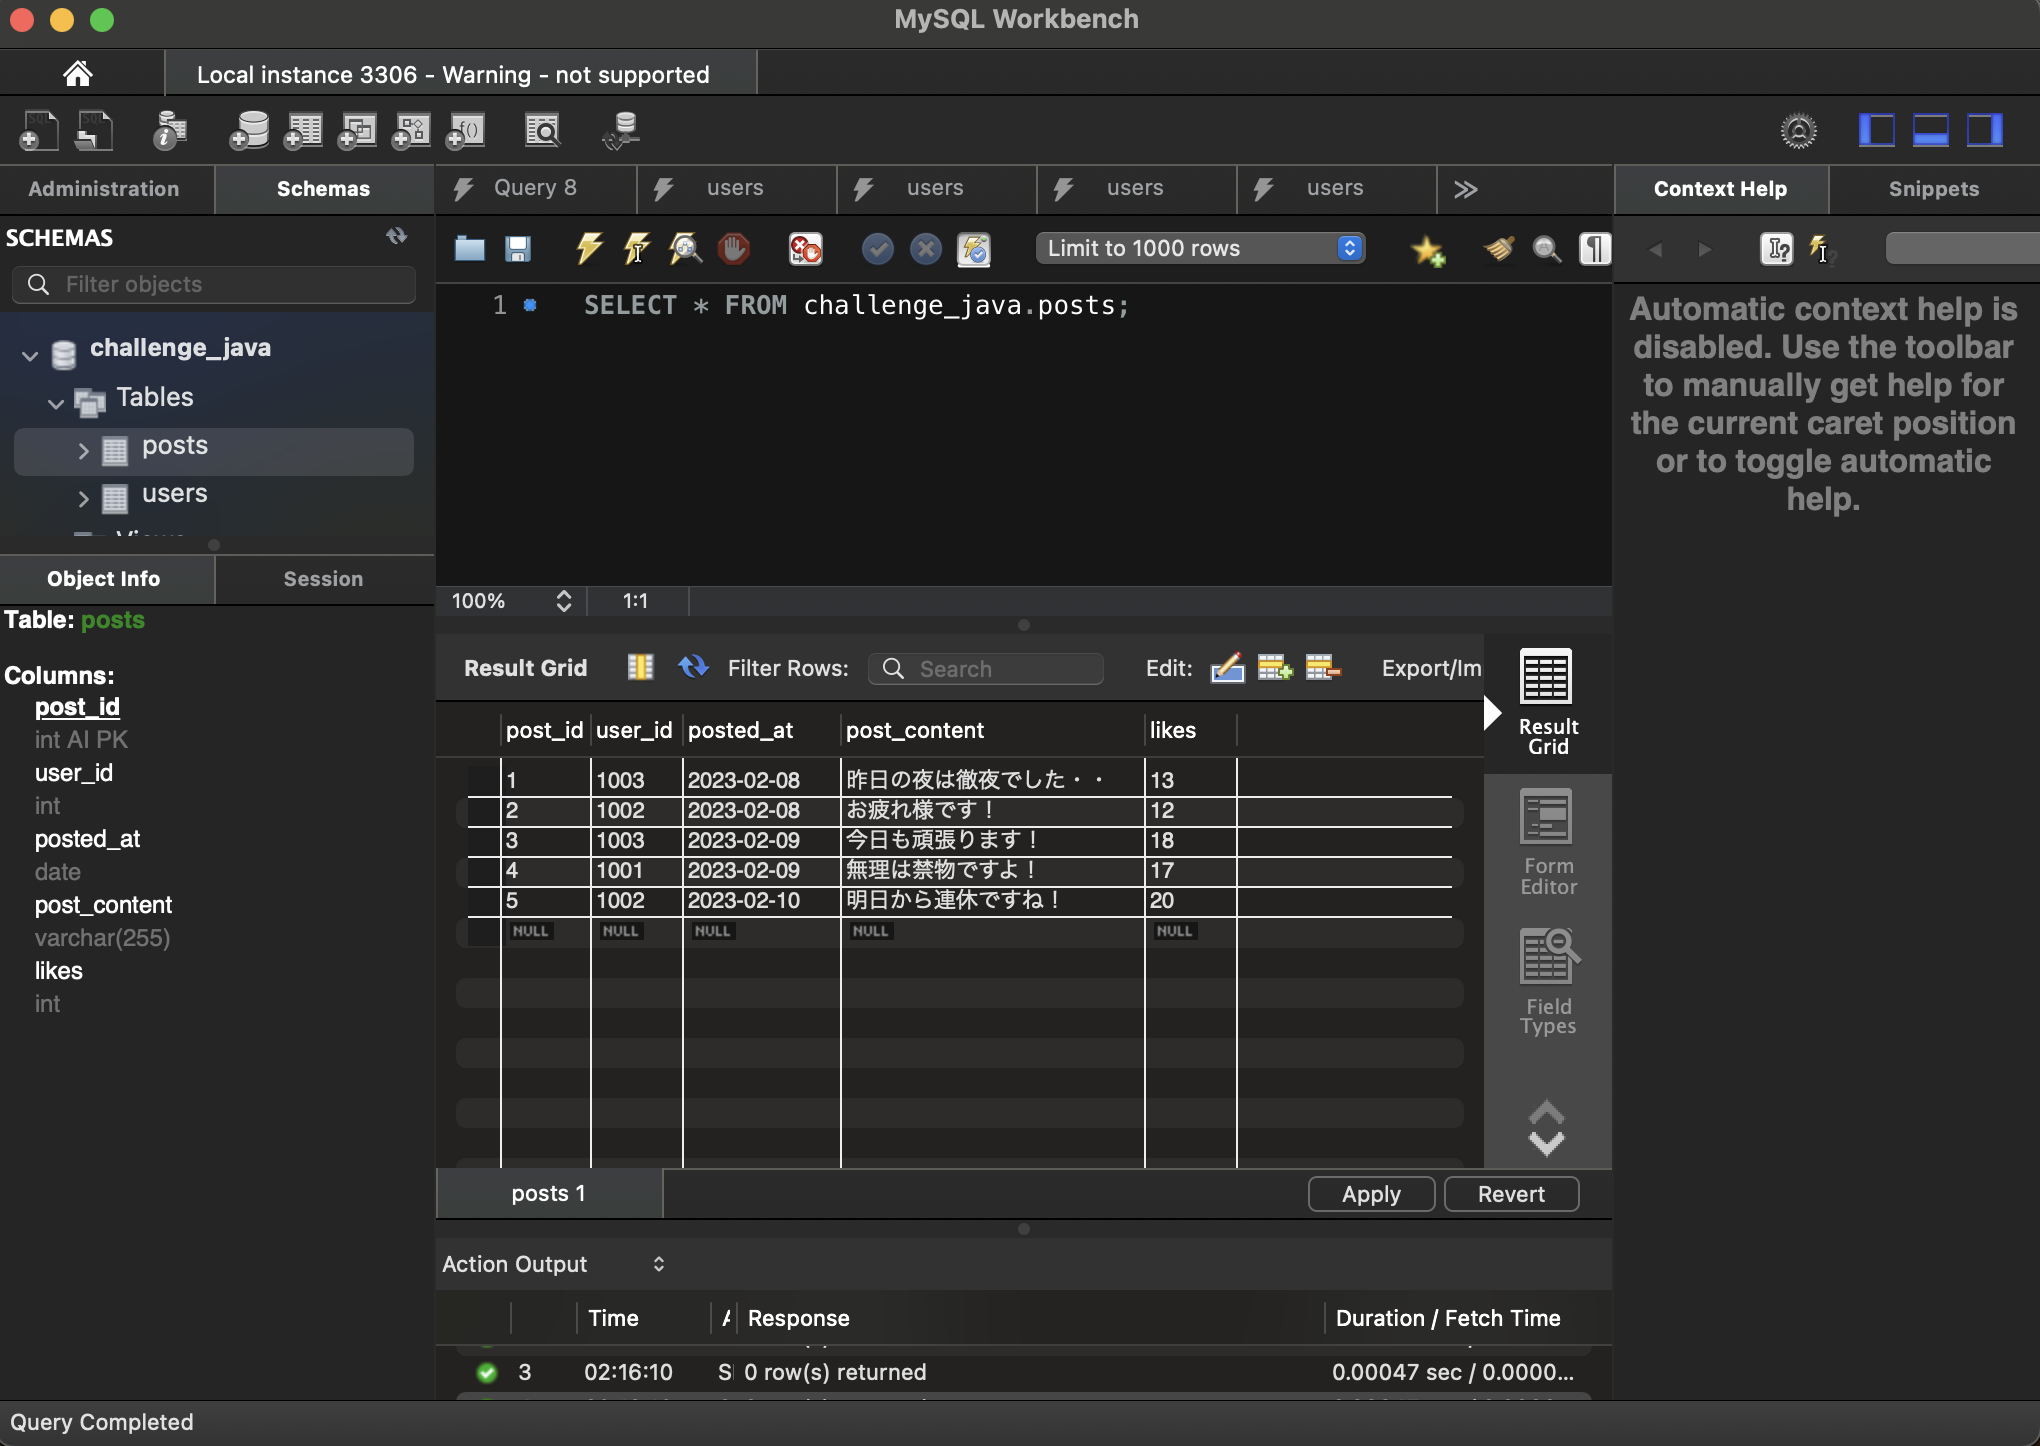 MySQL Workbench
Local instance 3306 - Warning - not supported
Administration
Schemas
Query 8
users
users
users
users
Context Help
Snippets
SCHEMAS
Filter objects
Limit to 1000 rows
challenge_java
Tables
posts
users
Views
1 SELECT * FROM challenge_java.posts;
Automatic context help is
disabled. Use the toolbar
to manually get help for
the current caret position
or to toggle automatic
help.
Object Info
Session
Table: posts
Columns:
post_id
int AI PK
user_id
int
posted_at
date
post_content
varchar(255)
likes
int
100%
1:1
Result Grid
Filter Rows:
Search
Edit:
Export/Im
post_id user_id posted_at post_content likes
1 1003 2023-02-08 昨日の夜は徹夜でした・・ 13
2 1002 2023-02-08 お疲れ様です！ 12
3 1003 2023-02-09 今日も頑張ります！ 18
4 1001 2023-02-09 無理は禁物ですよ！ 17
5 1002 2023-02-10 明日から連休ですね！ 20
NULL NULL NULL NULL NULL
Result
Grid
Form
Editor
Field
Types
posts 1
Apply
Revert
Action Output
Time Response Duration / Fetch Time
3 02:16:10 0 row(s) returned 0.00047 sec / 0.0000...
Query Completed